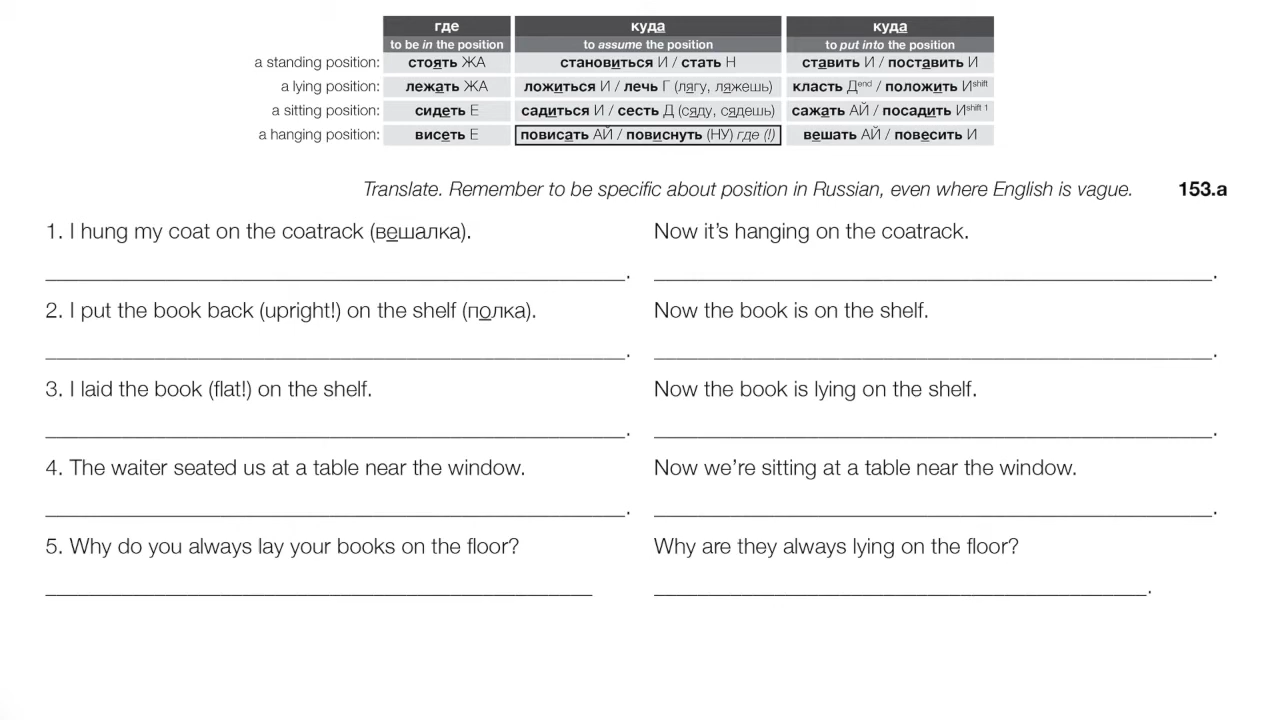 где куда куда
to be in the position to assume the position to put into the position
a standing position: стоять ЖА становиться И / стать Н ставить И / поставить И
a lying position: лежать ЖА ложиться И / лечь Г (лягу, ляжешь) класть Дend / положить Иshift
a sitting position: сидеть Е садиться И / сесть Д (сяду, сядешь) сажать АЙ / посадить Иshift 1
a hanging position: висеть Е повисать АЙ / повиснуть (НУ) где (!) вешать АЙ / повесить И
Translate. Remember to be specific about position in Russian, even where English is vague. 153.a
1. I hung my coat on the coatrack (вешалка). Now it’s hanging on the coatrack.
2. I put the book back (upright!) on the shelf (полка). Now the book is on the shelf.
3. I laid the book (flat!) on the shelf. Now the book is lying on the shelf.
4. The waiter seated us at a table near the window. Now we’re sitting at a table near the window.
5. Why do you always lay your books on the floor? Why are they always lying on the floor?